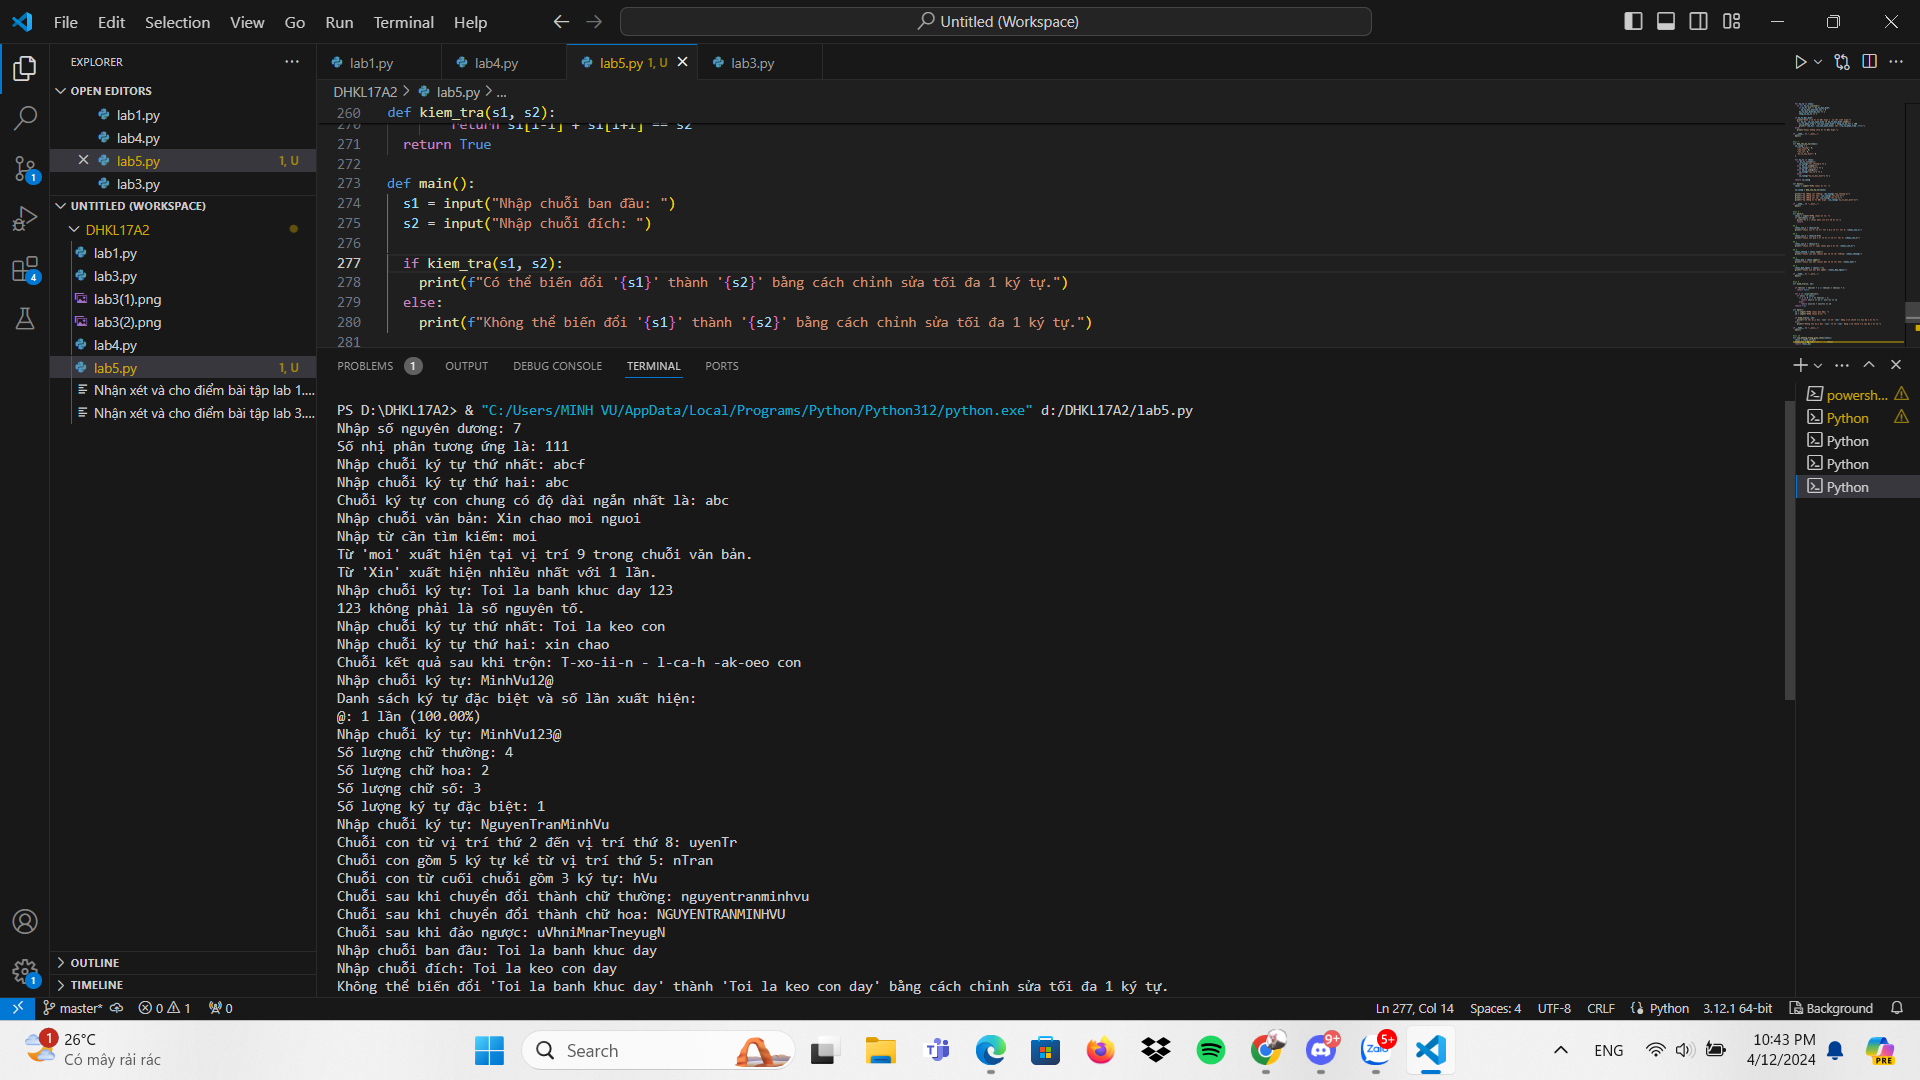 File Edit Selection View Go Run Terminal Help
Untitled (Workspace)
EXPLORER
OPEN EDITORS
lab1.py
lab4.py
lab5.py 1, U
lab3.py
UNTITLED (WORKSPACE)
DHKL17A2
lab1.py
lab3.py
lab3(1).png
lab3(2).png
lab4.py
lab5.py 1, U
Nhận xét và cho điểm bài tập lab 1....
Nhận xét và cho điểm bài tập lab 3....
OUTLINE
TIMELINE
1
4
1
lab1.py lab4.py lab5.py 1, U lab3.py
DHKL17A2 > lab5.py > ...
260 def kiem_tra(s1, s2):
270 return s1[i-1] + s1[i+1] == s2
271 return True
272
273 def main():
274 s1 = input("Nhập chuỗi ban đầu: ")
275 s2 = input("Nhập chuỗi đích: ")
276
277 if kiem_tra(s1, s2):
278 print(f"Có thể biến đổi '{s1}' thành '{s2}' bằng cách chỉnh sửa tối đa 1 ký tự.")
279 else:
280 print(f"Không thể biến đổi '{s1}' thành '{s2}' bằng cách chỉnh sửa tối đa 1 ký tự.")
281
PROBLEMS 1 OUTPUT DEBUG CONSOLE TERMINAL PORTS
PS D:\DHKL17A2> & "C:/Users/MINH VU/AppData/Local/Programs/Python/Python312/python.exe" d:/DHKL17A2/lab5.py
Nhập số nguyên dương: 7
Số nhị phân tương ứng là: 111
Nhập chuỗi ký tự thứ nhất: abcf
Nhập chuỗi ký tự thứ hai: abc
Chuỗi ký tự con chung có độ dài ngắn nhất là: abc
Nhập chuỗi văn bản: Xin chao moi nguoi
Nhập từ cần tìm kiếm: moi
Từ 'moi' xuất hiện tại vị trí 9 trong chuỗi văn bản.
Từ 'Xin' xuất hiện nhiều nhất với 1 lần.
Nhập chuỗi ký tự: Toi la banh khuc day 123
123 không phải là số nguyên tố.
Nhập chuỗi ký tự thứ nhất: Toi la keo con
Nhập chuỗi ký tự thứ hai: xin chao
Chuỗi kết quả sau khi trộn: T-xo-ii-n - l-ca-h -ak-oeo con
Nhập chuỗi ký tự: MinhVu12@
Danh sách ký tự đặc biệt và số lần xuất hiện:
@: 1 lần (100.00%)
Nhập chuỗi ký tự: MinhVu123@
Số lượng chữ thường: 4
Số lượng chữ hoa: 2
Số lượng chữ số: 3
Số lượng ký tự đặc biệt: 1
Nhập chuỗi ký tự: NguyenTranMinhVu
Chuỗi con từ vị trí thứ 2 đến vị trí thứ 8: uyenTr
Chuỗi con gồm 5 ký tự kể từ vị trí thứ 5: nTran
Chuỗi con từ cuối chuỗi gồm 3 ký tự: hVu
Chuỗi sau khi chuyển đổi thành chữ thường: nguyentranminhvu
Chuỗi sau khi chuyển đổi thành chữ hoa: NGUYENTRANMINHVU
Chuỗi sau khi đảo ngược: uVhniMnarTneyugN
Nhập chuỗi ban đầu: Toi la banh khuc day
Nhập chuỗi đích: Toi la keo con day
Không thể biến đổi 'Toi la banh khuc day' thành 'Toi la keo con day' bằng cách chỉnh sửa tối đa 1 ký tự.
powersh...
Python
Python
Python
Python
master* 0 1 0
Ln 277, Col 14 Spaces: 4 UTF-8 CRLF Python 3.12.1 64-bit Background
1
26°C
Có mây rải rác
Search
9+
Zalo
5+
ENG
10:43 PM
4/12/2024
PRE